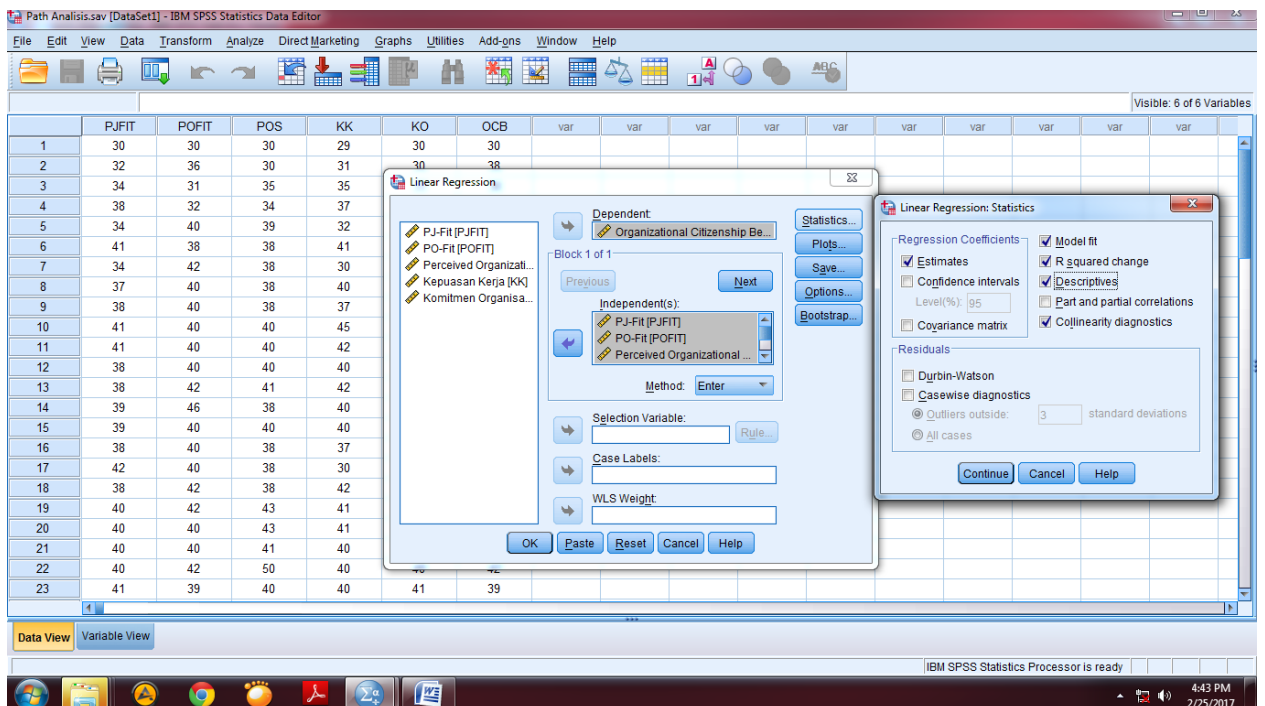 Path Analisis.sav [DataSet1] - IBM SPSS Statistics Data Editor
File Edit View Data Transform Analyze Direct Marketing Graphs Utilities Add-ons Window Help
Visible: 6 of 6 Variables
PJFIT POFIT POS KK KO OCB var var var var var var var var var var
1 30 30 30 29 30 30
2 32 36 30 31 30 38
3 34 31 35 35
4 38 32 34 37
5 34 40 39 32
6 41 38 38 41
7 34 42 38 30
8 37 40 38 40
9 38 40 38 37
10 41 40 40 45
11 41 40 40 42
12 38 40 40 40
13 38 42 41 42
14 39 46 38 40
15 39 40 40 40
16 38 40 38 37
17 42 40 38 30
18 38 42 38 42
19 40 42 43 41
20 40 40 43 41
21 40 40 41 40
22 40 42 50 40
23 41 39 40 40 41 39
Linear Regression
PJ-Fit [PJFIT]
PO-Fit [POFIT]
Perceived Organizati...
Kepuasan Kerja [KK]
Komitmen Organisa...
Dependent:
Organizational Citizenship Be...
Block 1 of 1
Previous Next
Independent(s):
PJ-Fit [PJFIT]
PO-Fit [POFIT]
Perceived Organizational ...
Method: Enter
Selection Variable:
Rule...
Case Labels:
WLS Weight:
Statistics...
Plots...
Save...
Options...
Bootstrap...
OK Paste Reset Cancel Help
Linear Regression: Statistics
Regression Coefficients
Estimates
Confidence intervals
Level(%): 95
Covariance matrix
Model fit
R squared change
Descriptives
Part and partial correlations
Collinearity diagnostics
Residuals
Durbin-Watson
Casewise diagnostics
Outliers outside: 3 standard deviations
All cases
Continue Cancel Help
Data View Variable View
IBM SPSS Statistics Processor is ready
4:43 PM
2/25/2017